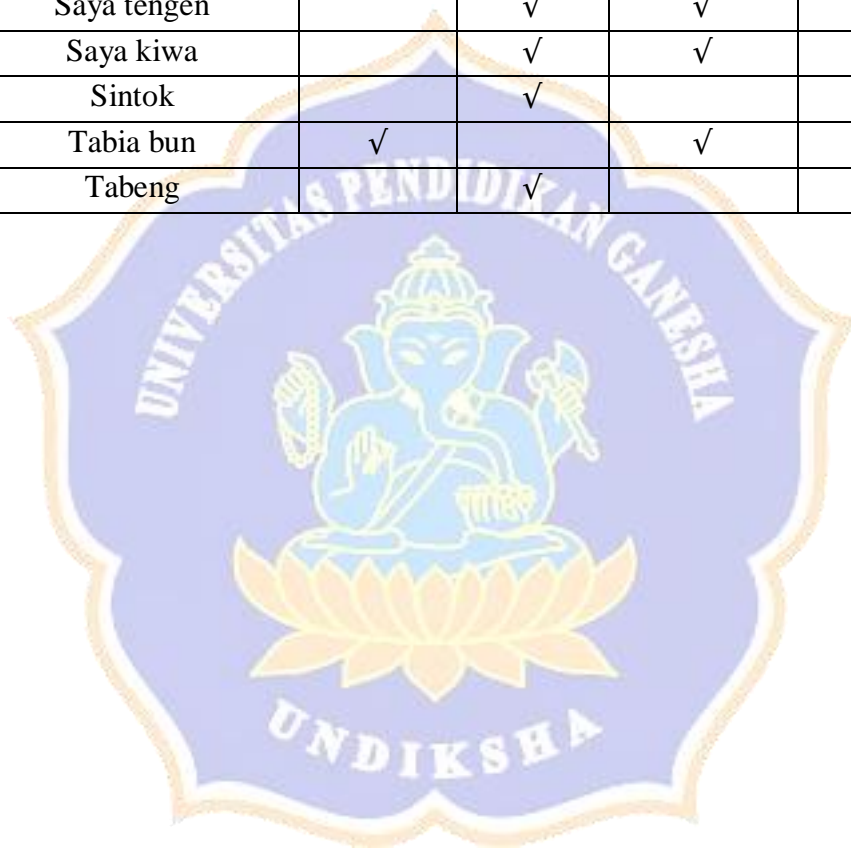 Saya tengen √ √
Saya kiwa √ √
Sintok √
Tabia bun √ √
Tabeng √
UNIVERSITAS PENDIDIKAN GANESHA
UNDIKSHA